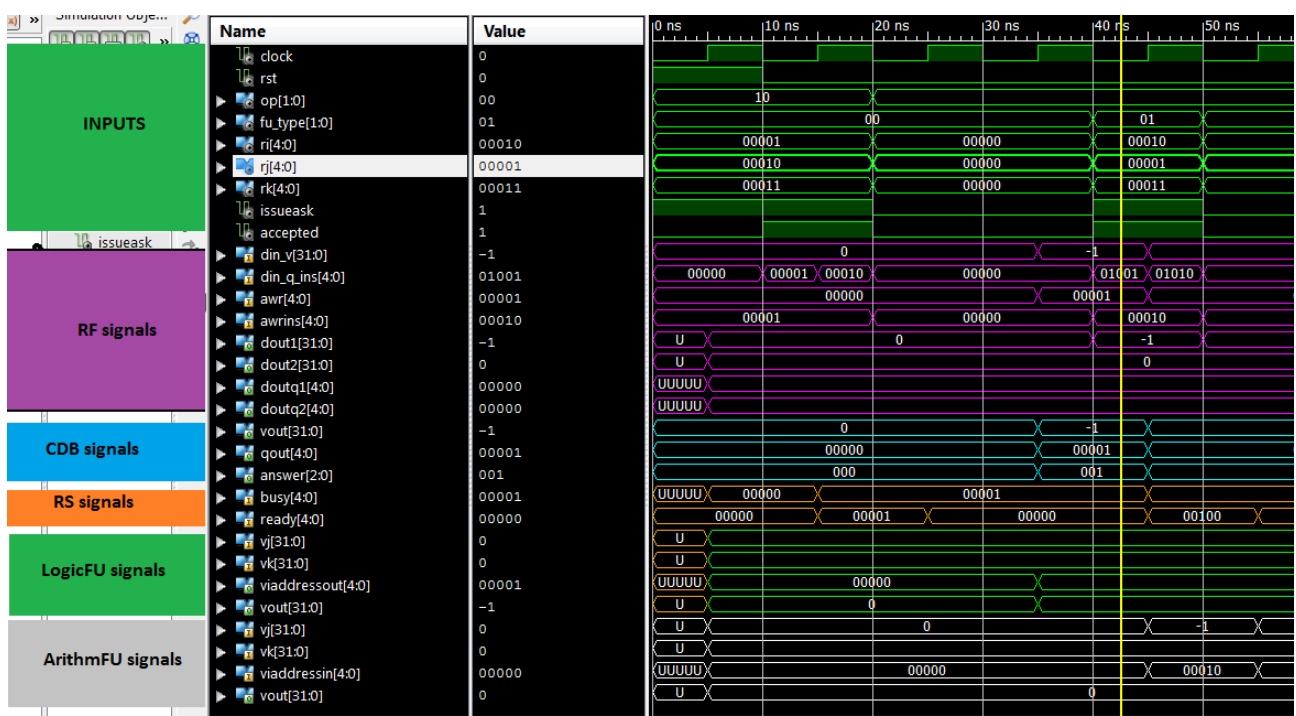 Simulation Obje...
»
»
Name Value
0 ns 10 ns 20 ns 30 ns 40 ns 50 ns
INPUTS
clock 0
rst 0
op[1:0] 00 10
fu_type[1:0] 01 00 01
ri[4:0] 00010 00001 00000 00010
rj[4:0] 00001 00010 00000 00001
rk[4:0] 00011 00011 00000 00011
issueask 1
accepted 1
issueask
RF signals
din_v[31:0] -1 0 -1
din_q_ins[4:0] 01001 00000 00001 00010 00000 01001 01010
awr[4:0] 00001 00000 00001
awrins[4:0] 00010 00001 00000 00010
dout1[31:0] -1 U 0 -1
dout2[31:0] 0 U 0
doutq1[4:0] 00000 UUUUU
doutq2[4:0] 00000 UUUUU
CDB signals
vout[31:0] -1 0 -1
qout[4:0] 00001 00000 00001
answer[2:0] 001 000 001
RS signals
busy[4:0] 00001 UUUUU 00000 00001
ready[4:0] 00000 00000 00001 00000 00100
LogicFU signals
vj[31:0] 0 U
vk[31:0] 0 U
viaddressout[4:0] 00001 UUUUU 00000
vout[31:0] -1 U 0
ArithmFU signals
vj[31:0] 0 U 0 -1
vk[31:0] 0 U
viaddressin[4:0] 00000 UUUUU 00000 00010
vout[31:0] 0 U 0